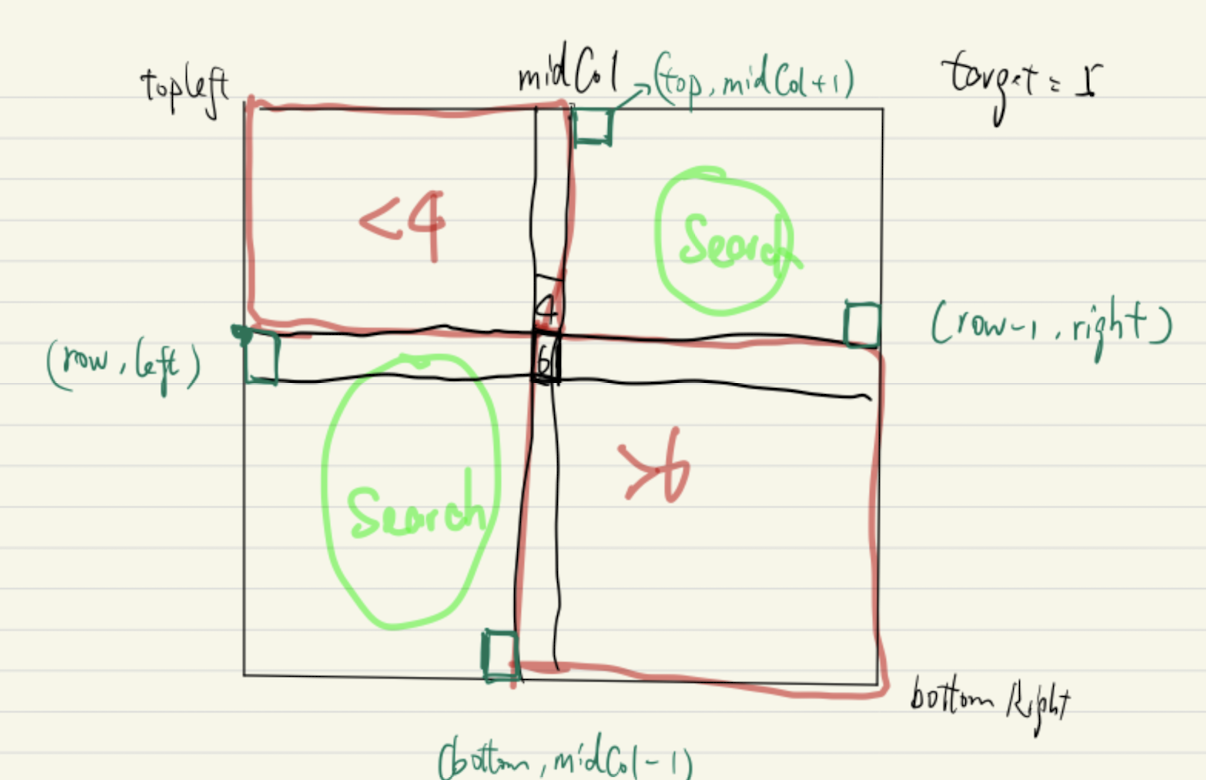 topleft
midCol
(top, midCol+1)
target = 5
<4
Search
4
(row-1, right)
(row, left)
6
>6
Search
bottom Right
(bottom, midCol-1)